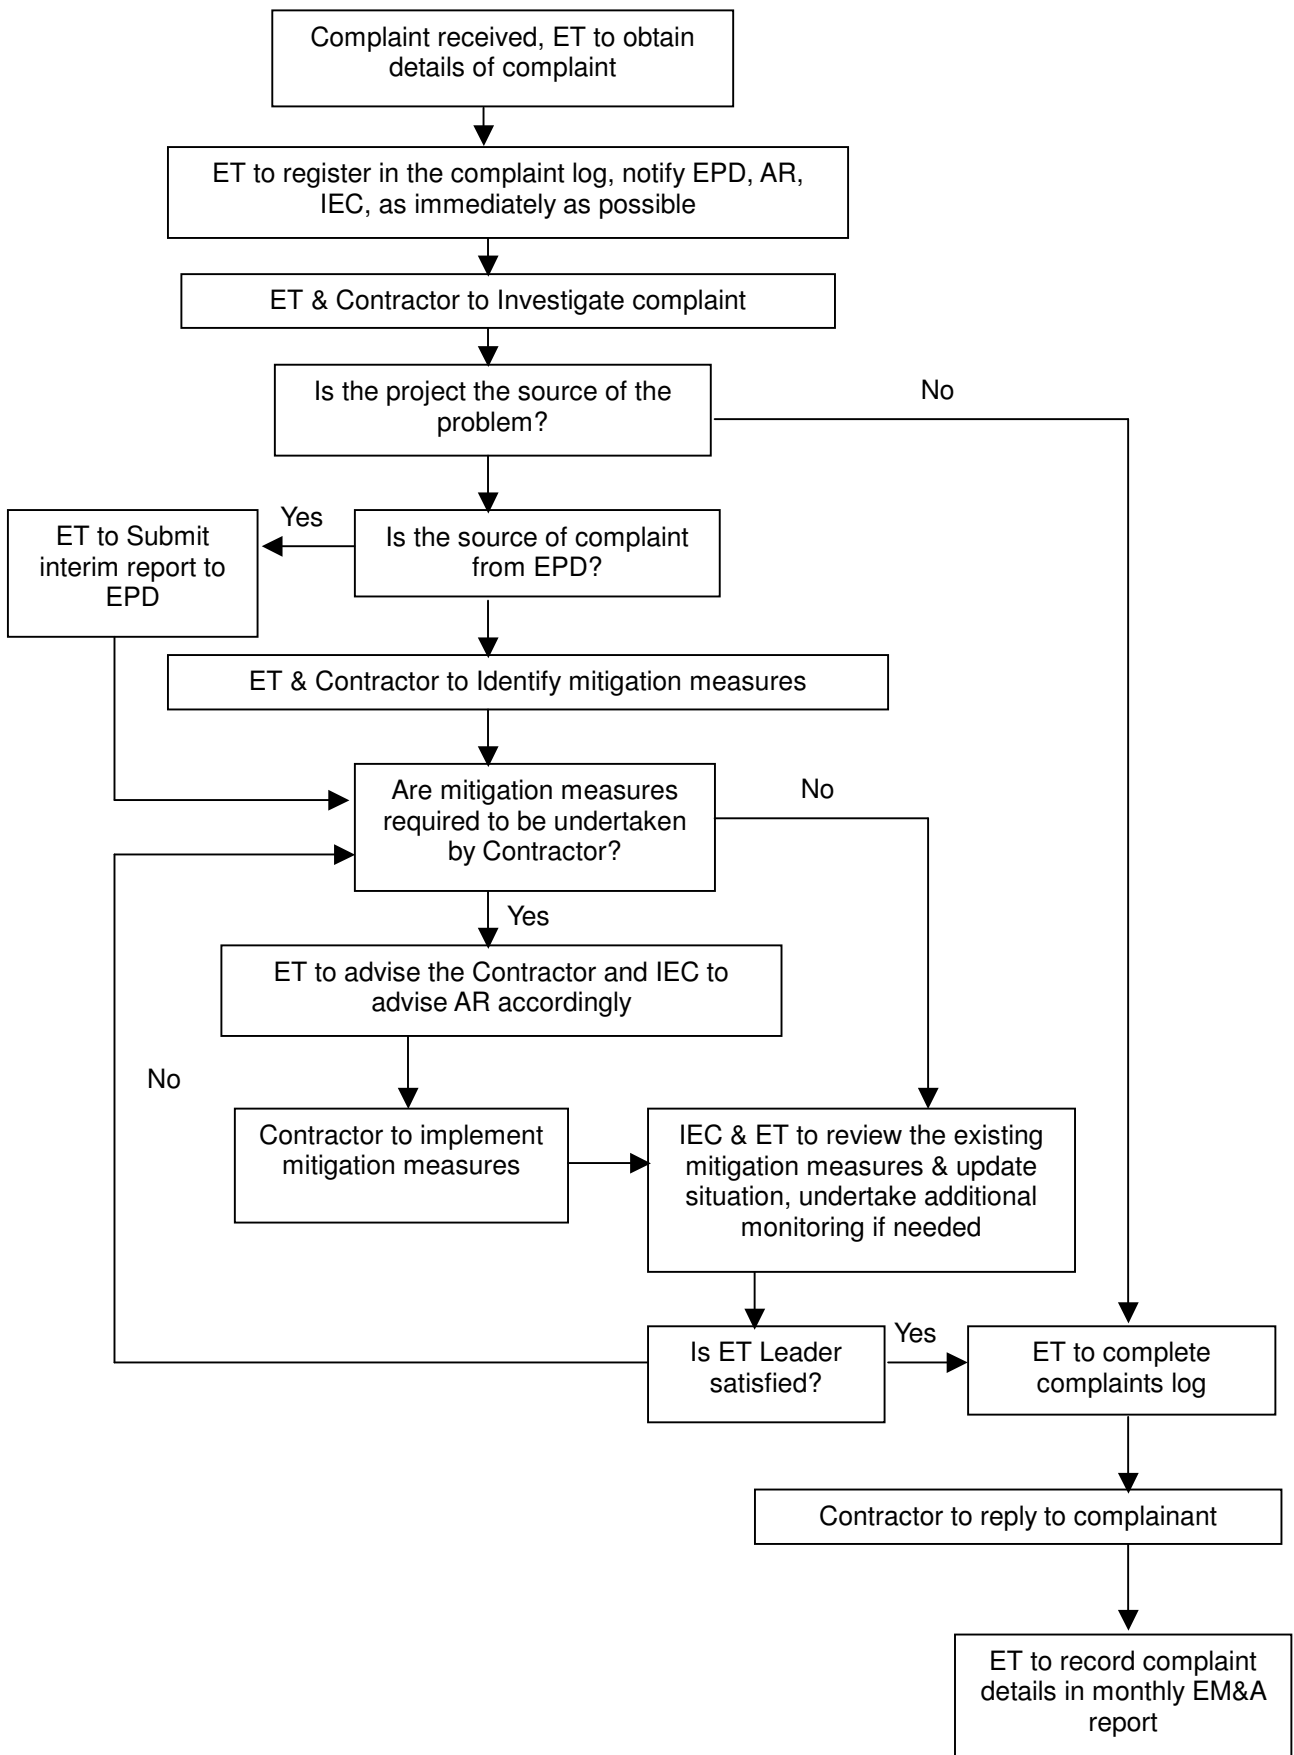 Complaint received, ET to obtain
details of complaint
ET to register in the complaint log, notify EPD, AR,
IEC, as immediately as possible
ET & Contractor to Investigate complaint
Is the project the source of the
problem?
No
Is the source of complaint
from EPD?
Yes
ET to Submit
interim report to
EPD
ET & Contractor to Identify mitigation measures
Are mitigation measures
required to be undertaken
by Contractor?
No
Yes
ET to advise the Contractor and IEC to
advise AR accordingly
No
Contractor to implement
mitigation measures
IEC & ET to review the existing
mitigation measures & update
situation, undertake additional
monitoring if needed
Is ET Leader
satisfied?
Yes
ET to complete
complaints log
Contractor to reply to complainant
ET to record complaint
details in monthly EM&A
report